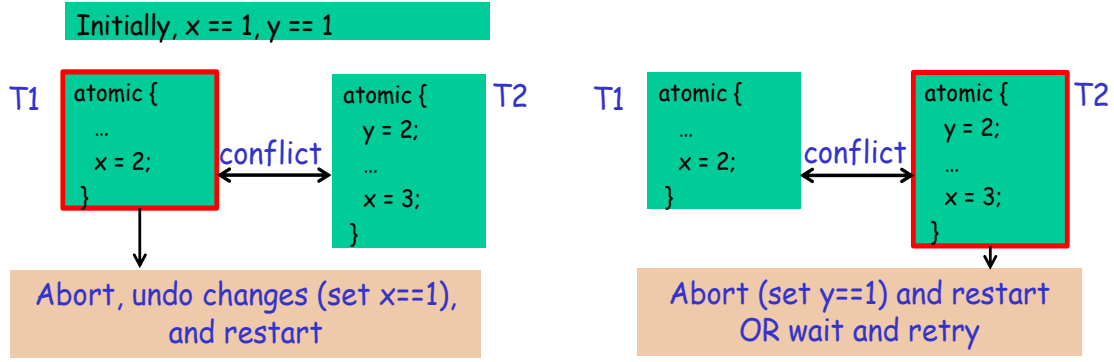 Initially, x == 1, y == 1
T1
atomic {
...
x = 2;
}
conflict
atomic {
y = 2;
...
x = 3;
}
T2
Abort, undo changes (set x==1),
and restart
T1
atomic {
...
x = 2;
}
conflict
atomic {
y = 2;
...
x = 3;
}
T2
Abort (set y==1) and restart
OR wait and retry